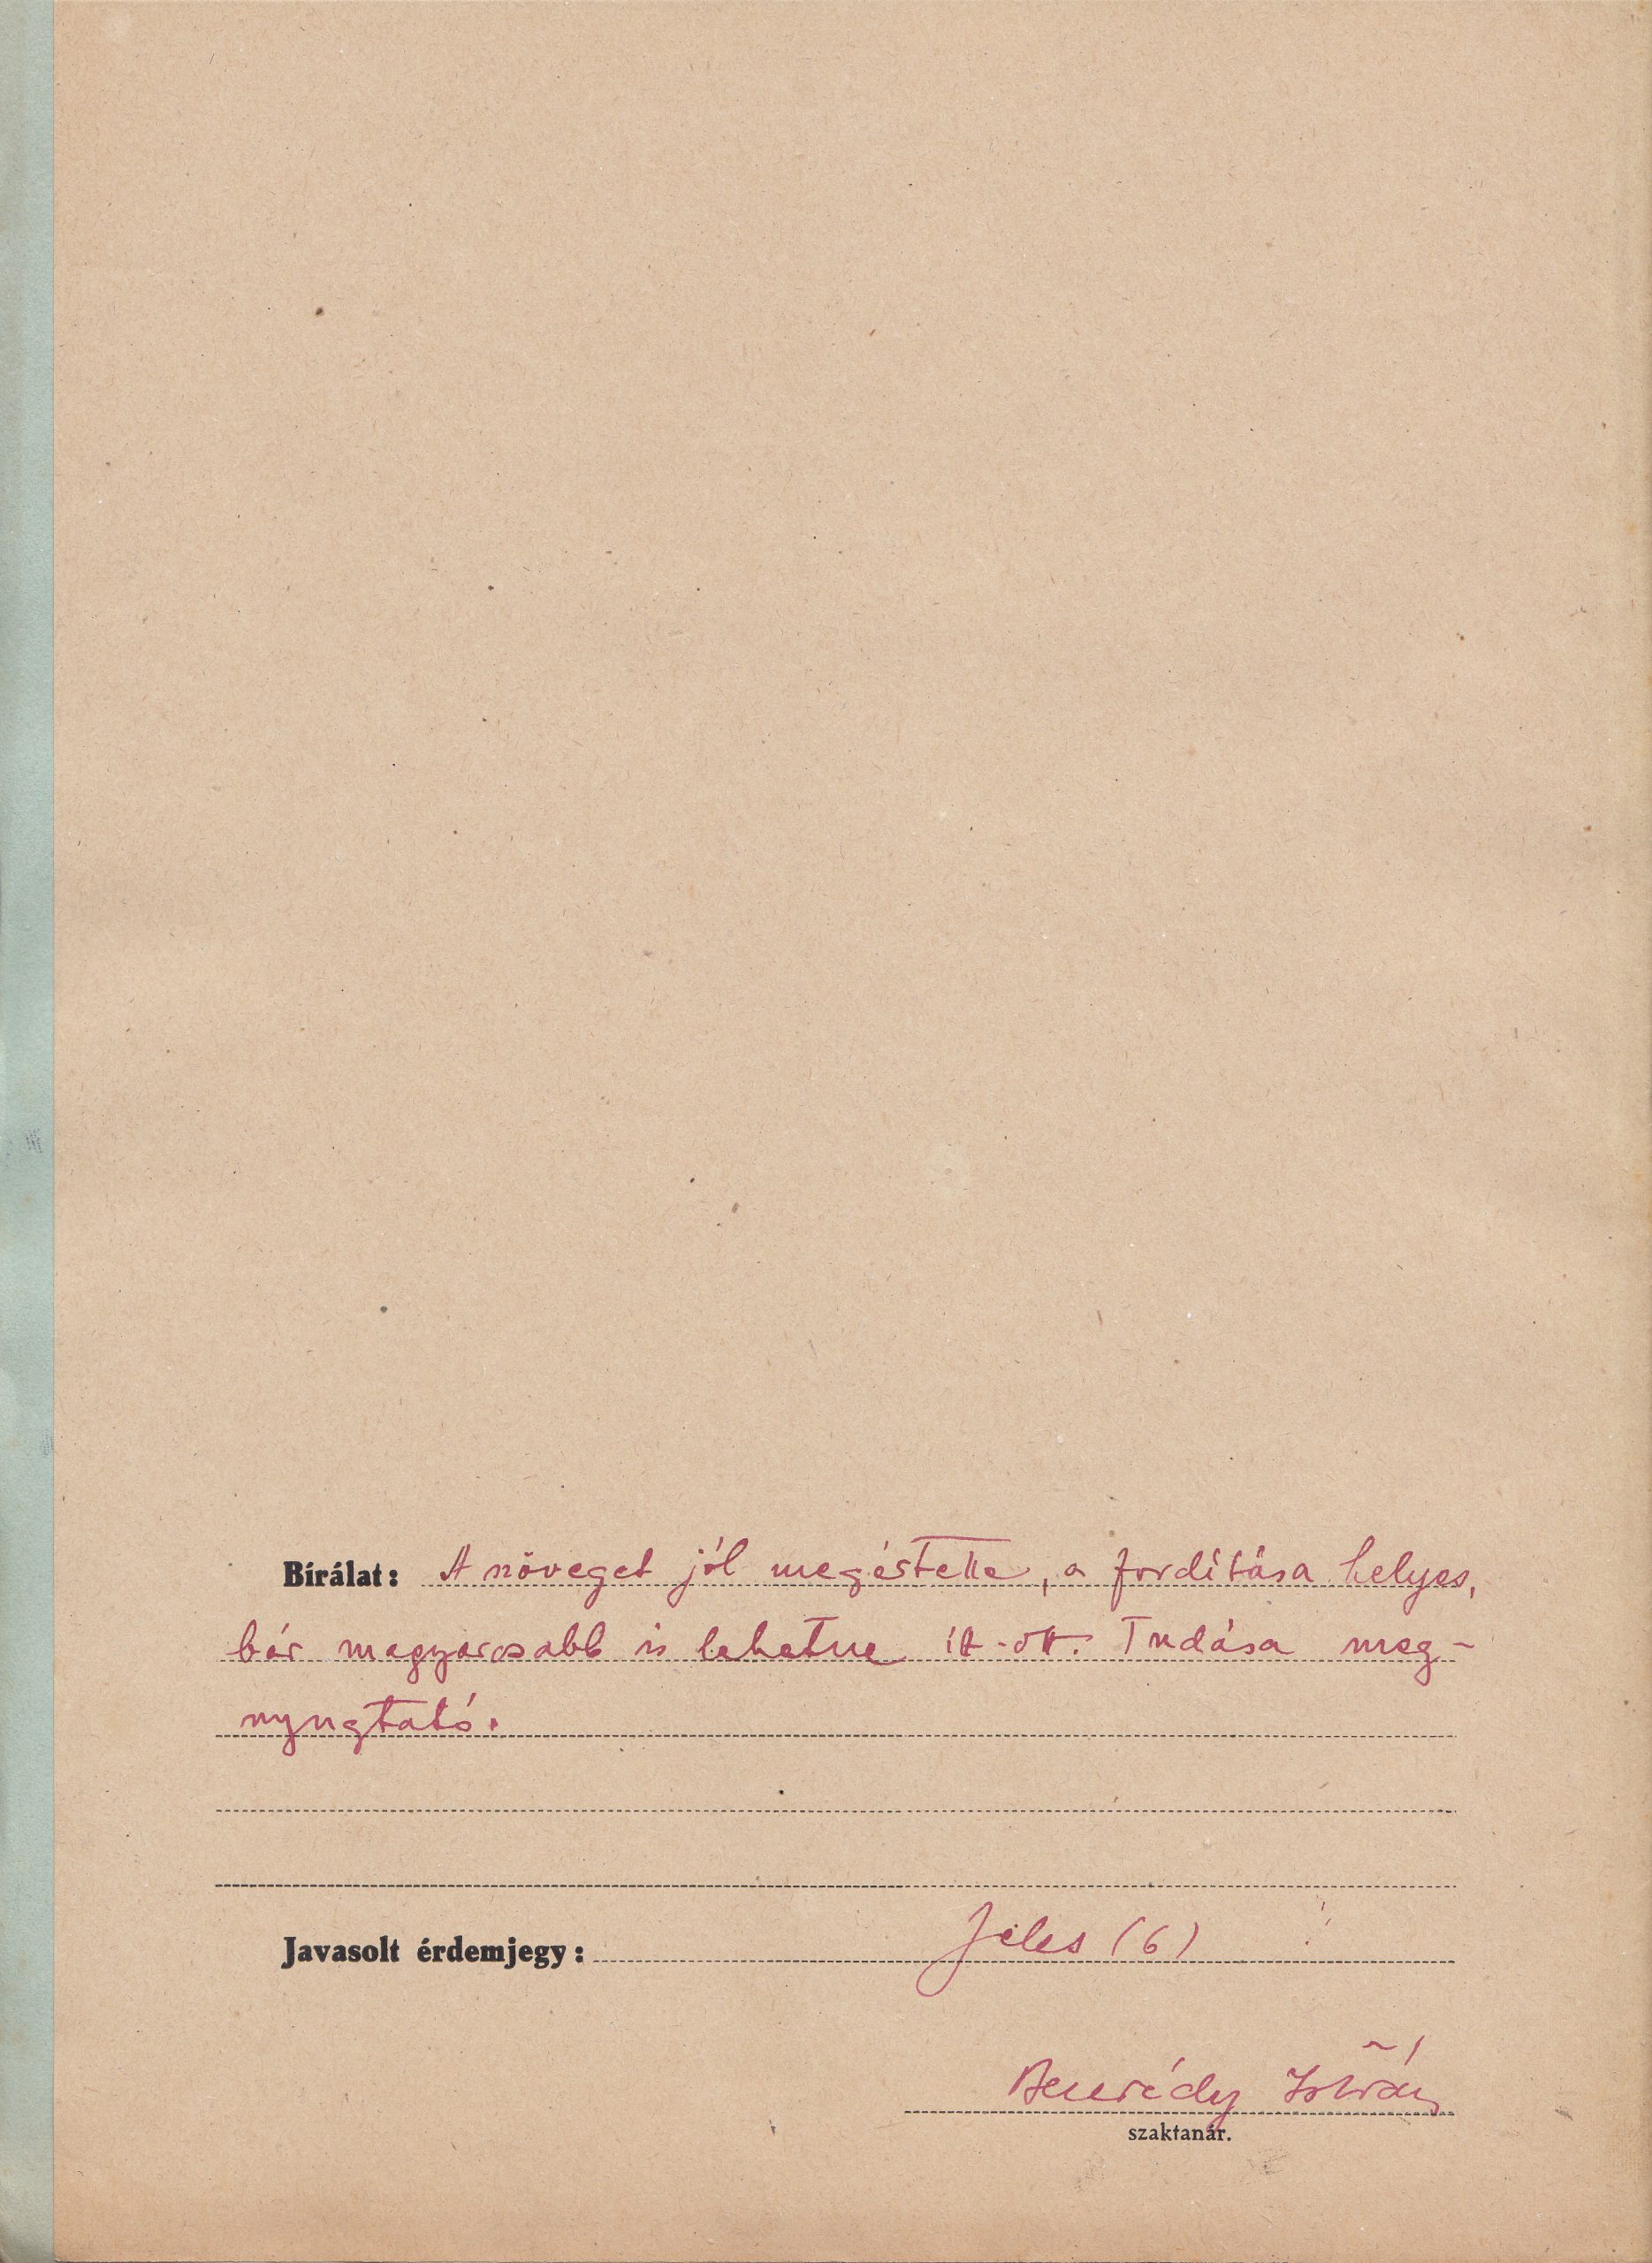 Bírálat: A szöveget jól megértette, a fordítása helyes,
bár magyarosabb is lehetne itt-ott. Tudása meg-
nyugtató.
Javasolt érdemjegy: Jeles (6)
István
szaktanár.